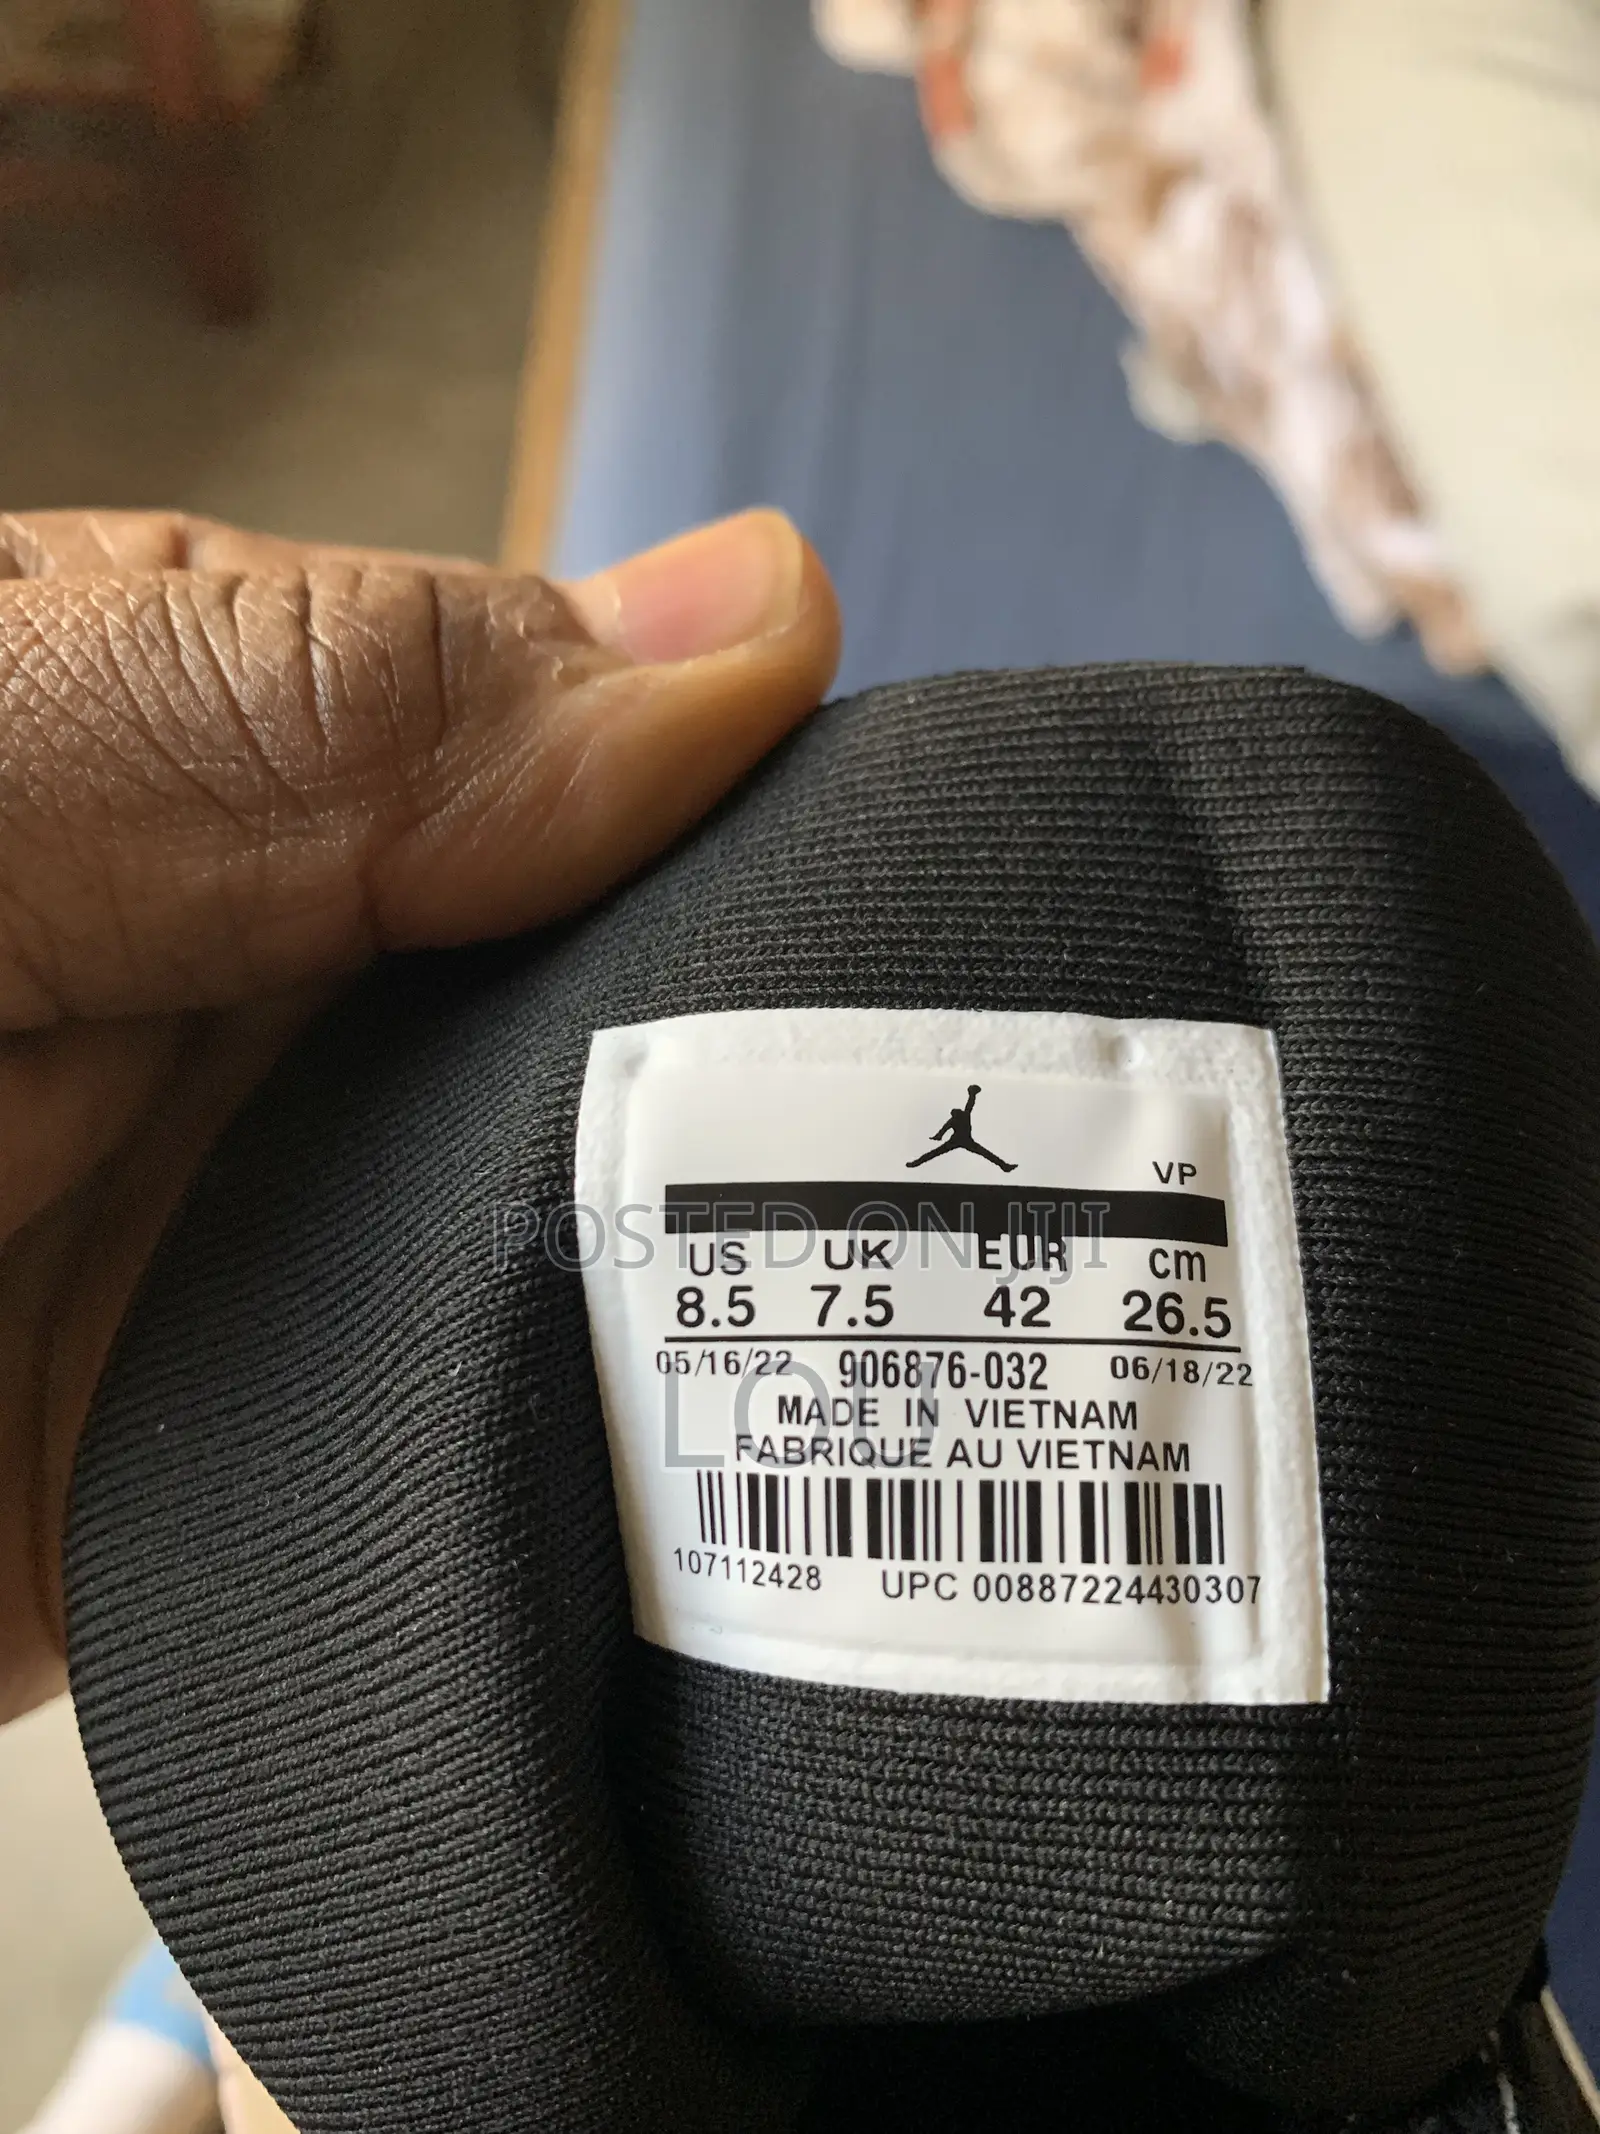 VP
POSTED ON JIJI
US UK EUR cm
8.5 7.5 42 26.5
05/16/22 906876-032 06/18/22
LOU
MADE IN VIETNAM
FABRIQUE AU VIETNAM
107112428 UPC 00887224430307